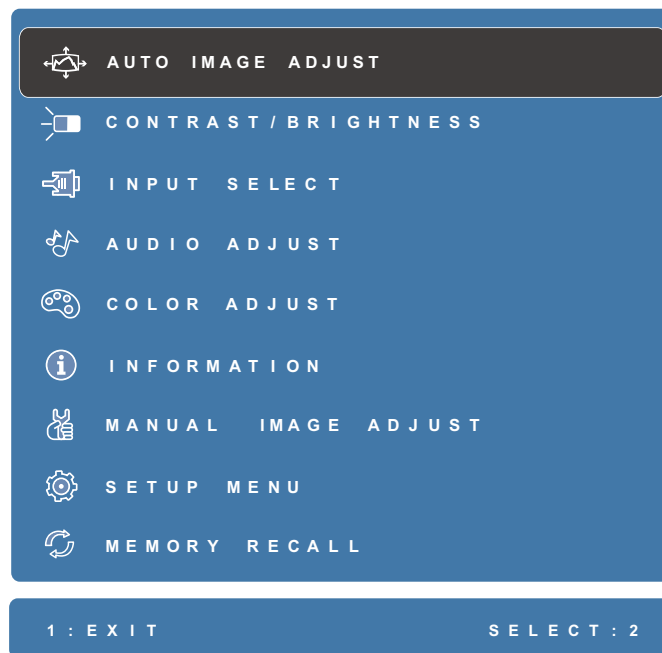 AUTO IMAGE ADJUST
CONTRAST/BRIGHTNESS
INPUT SELECT
AUDIO ADJUST
COLOR ADJUST
INFORMATION
MANUAL IMAGE ADJUST
SETUP MENU
MEMORY RECALL
1:EXIT SELECT:2